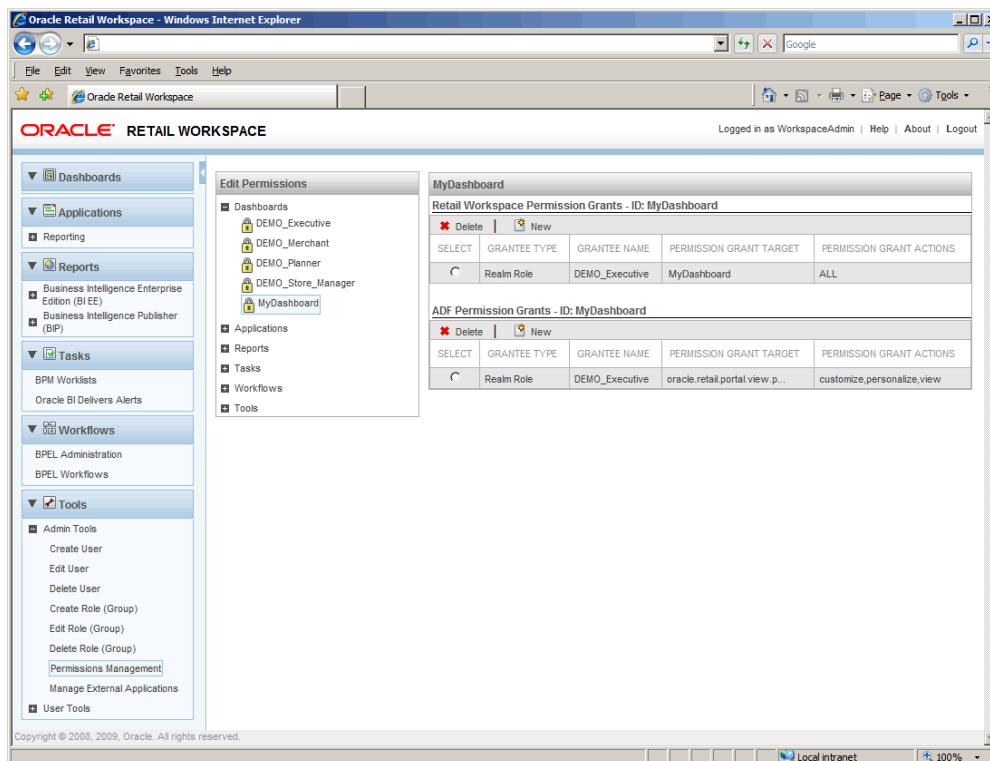 Oracle Retail Workspace - Windows Internet Explorer
Google
File Edit View Favorites Tools Help
Oracle Retail Workspace
Page Tools
ORACLE RETAIL WORKSPACE
Logged in as WorkspaceAdmin | Help | About | Logout
Dashboards
Applications
Reporting
Reports
Business Intelligence Enterprise
Edition (BI EE)
Business Intelligence Publisher
(BIP)
Tasks
BPM Worklists
Oracle BI Delivers Alerts
Workflows
BPEL Administration
BPEL Workflows
Tools
Admin Tools
Create User
Edit User
Delete User
Create Role (Group)
Edit Role (Group)
Delete Role (Group)
Permissions Management
Manage External Applications
User Tools
Edit Permissions
Dashboards
DEMO_Executive
DEMO_Merchant
DEMO_Planner
DEMO_Store_Manager
MyDashboard
Applications
Reports
Tasks
Workflows
Tools
MyDashboard
Retail Workspace Permission Grants - ID: MyDashboard
Delete | New
SELECT GRANTEE TYPE GRANTEE NAME PERMISSION GRANT TARGET PERMISSION GRANT ACTIONS
Realm Role DEMO_Executive MyDashboard ALL
ADF Permission Grants - ID: MyDashboard
Delete | New
SELECT GRANTEE TYPE GRANTEE NAME PERMISSION GRANT TARGET PERMISSION GRANT ACTIONS
Realm Role DEMO_Executive oracle.retail.portal.view.p... customize,personalize,view
Copyright © 2008, 2009, Oracle. All rights reserved.
Local intranet 100%